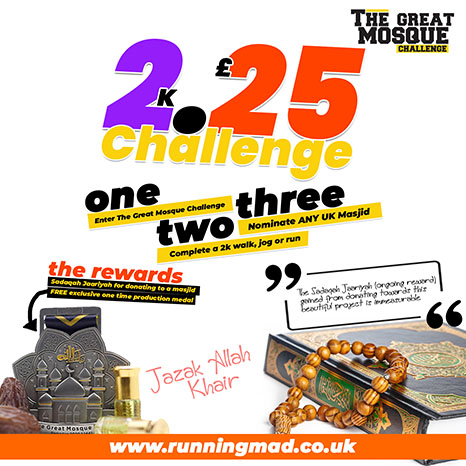 THE GREAT
MOSQUE
CHALLENGE
2K.£25
Challenge
one
Enter The Great Mosque Challenge
two
Complete a 2k walk, jog or run
three
Nominate ANY UK Masjid
the rewards
Sadaqah Jaariyah for donating to a masjid
FREE exclusive one time production medal
The Sadaqah Jaariyah (ongoing reward)
gained from donating towards this
beautiful project is immeasurable
Jazak Allah
Khair
The Great Mosque
www.runningmad.co.uk